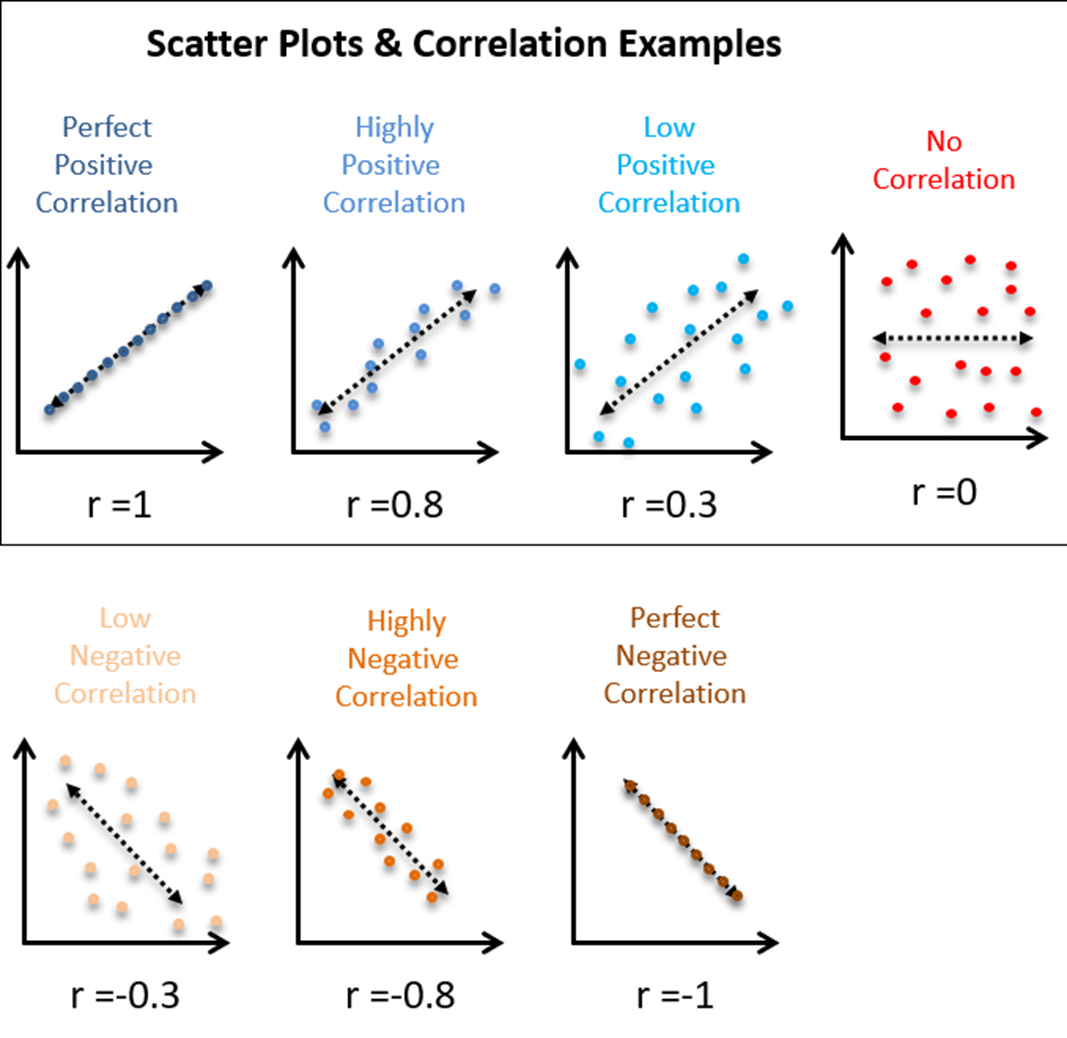 Scatter Plots & Correlation Examples
Perfect
Positive
Correlation
r =1
Highly
Positive
Correlation
r =0.8
Low
Positive
Correlation
r =0.3
No
Correlation
r =0
Low
Negative
Correlation
r =-0.3
Highly
Negative
Correlation
r =-0.8
Perfect
Negative
Correlation
r =-1